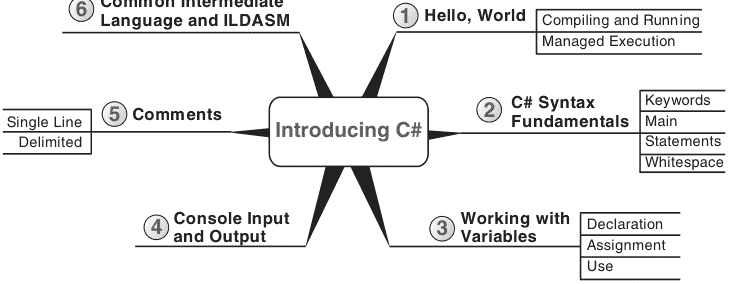 Introducing C#
1 Hello, World
Compiling and Running
Managed Execution
2 C# Syntax
Fundamentals
Keywords
Main
Statements
Whitespace
3 Working with
Variables
Declaration
Assignment
Use
4 Console Input
and Output
5 Comments
Single Line
Delimited
6 Common Intermediate
Language and ILDASM